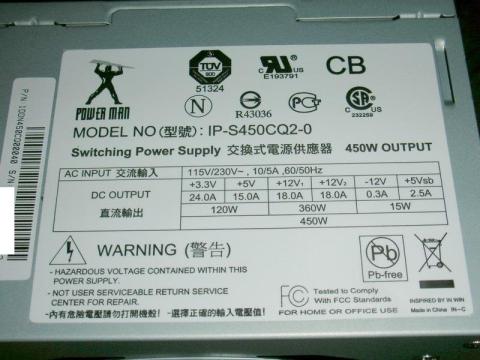 POWER MAN
TÜV
51324
C US
E193791
CB
N
R43036
SA
C US
232259
P/N 1QQN450CQ00040 S/N
MODEL NO(型號): IP-S450CQ2-0
Switching Power Supply 交換式電源供應器 450W OUTPUT
AC INPUT 交流輸入 115V/230V~, 10/5A ,60/50Hz
DC OUTPUT 直流輸出
+3.3V +5V +12V₁ +12V₂ -12V +5Vsb
24.0A 15.0A 18.0A 18.0A 0.3A 2.5A
120W 360W 15W
450W
WARNING (警告)
- HAZARDOUS VOLTAGE CONTAINED WITHIN THIS POWER SUPPLY.
- NOT USER SERVICEABLE RETURN SERVICE CENTER FOR REPAIR.
-內有危險電壓請勿打開機殼! -選擇正確的輸入電壓值!
Pb
Pb-free
FC Tested to Comply
With FCC Standards
FOR HOME OR OFFICE USE
INSPIRED BY IN WIN
MADE IN CHINA IN-C